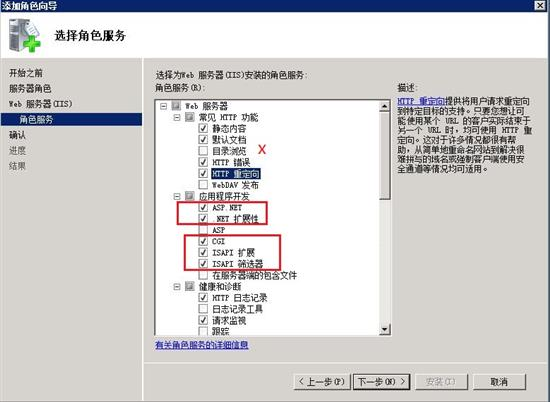 添加角色向导
选择角色服务
开始之前
服务器角色
Web 服务器(IIS)
角色服务
确认
进度
结果
选择为Web 服务器(IIS)安装的角色服务:
角色服务(R):
Web 服务器
常见 HTTP 功能
静态内容
默认文档
目录浏览 X
HTTP 错误
HTTP 重定向
WebDAV 发布
应用程序开发
ASP.NET
.NET 扩展性
ASP
CGI
ISAPI 扩展
ISAPI 筛选器
在服务器端的包含文件
健康和诊断
HTTP 日志记录
日志记录工具
请求监视
跟踪
有关角色服务的详细信息
描述:
HTTP 重定向提供将用户请求重定向
到特定目标的支持。只要您想让可
能使用某个 URL 的客户实际结束于
另一个 URL 时，均可使用 HTTP 重
定向。这对于许多情况都很有帮
助，从简单地重命名网站到解决很
难拼写的域名或强制客户端使用安
全通道等情况均可适用。
< 上一步(P)
下一步(N) >
安装(I)
取消